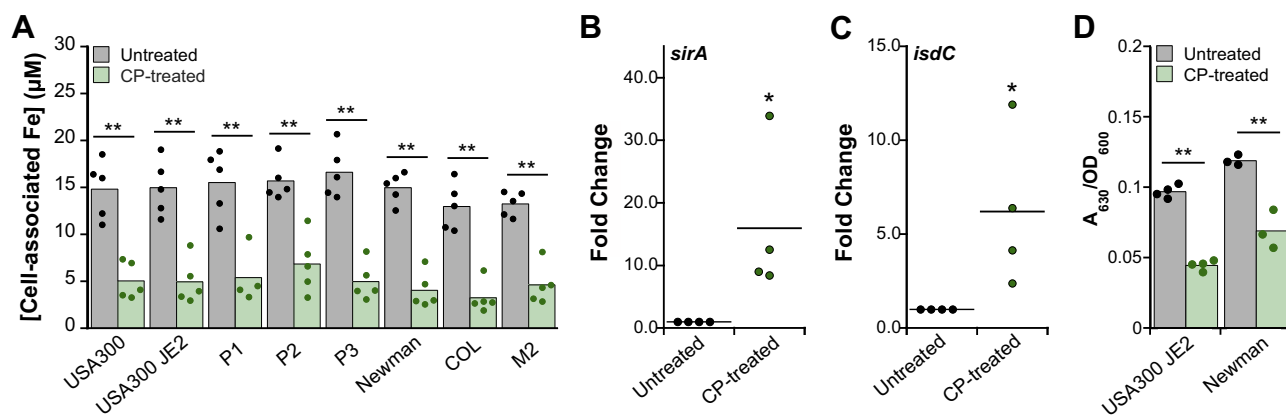 A
[Cell-associated Fe] (µM)
30
25
20
15
10
5
0
Untreated
CP-treated
**
**
**
**
**
**
**
**
USA300
USA300 JE2
P1
P2
P3
Newman
COL
M2
B
sirA
Fold Change
40.0
30.0
20.0
10.0
0.0
*
Untreated
CP-treated
C
isdC
Fold Change
15.0
10.0
5.0
0.0
*
Untreated
CP-treated
D
A630/OD600
0.2
0.15
0.1
0.05
0
Untreated
CP-treated
**
**
USA300 JE2
Newman